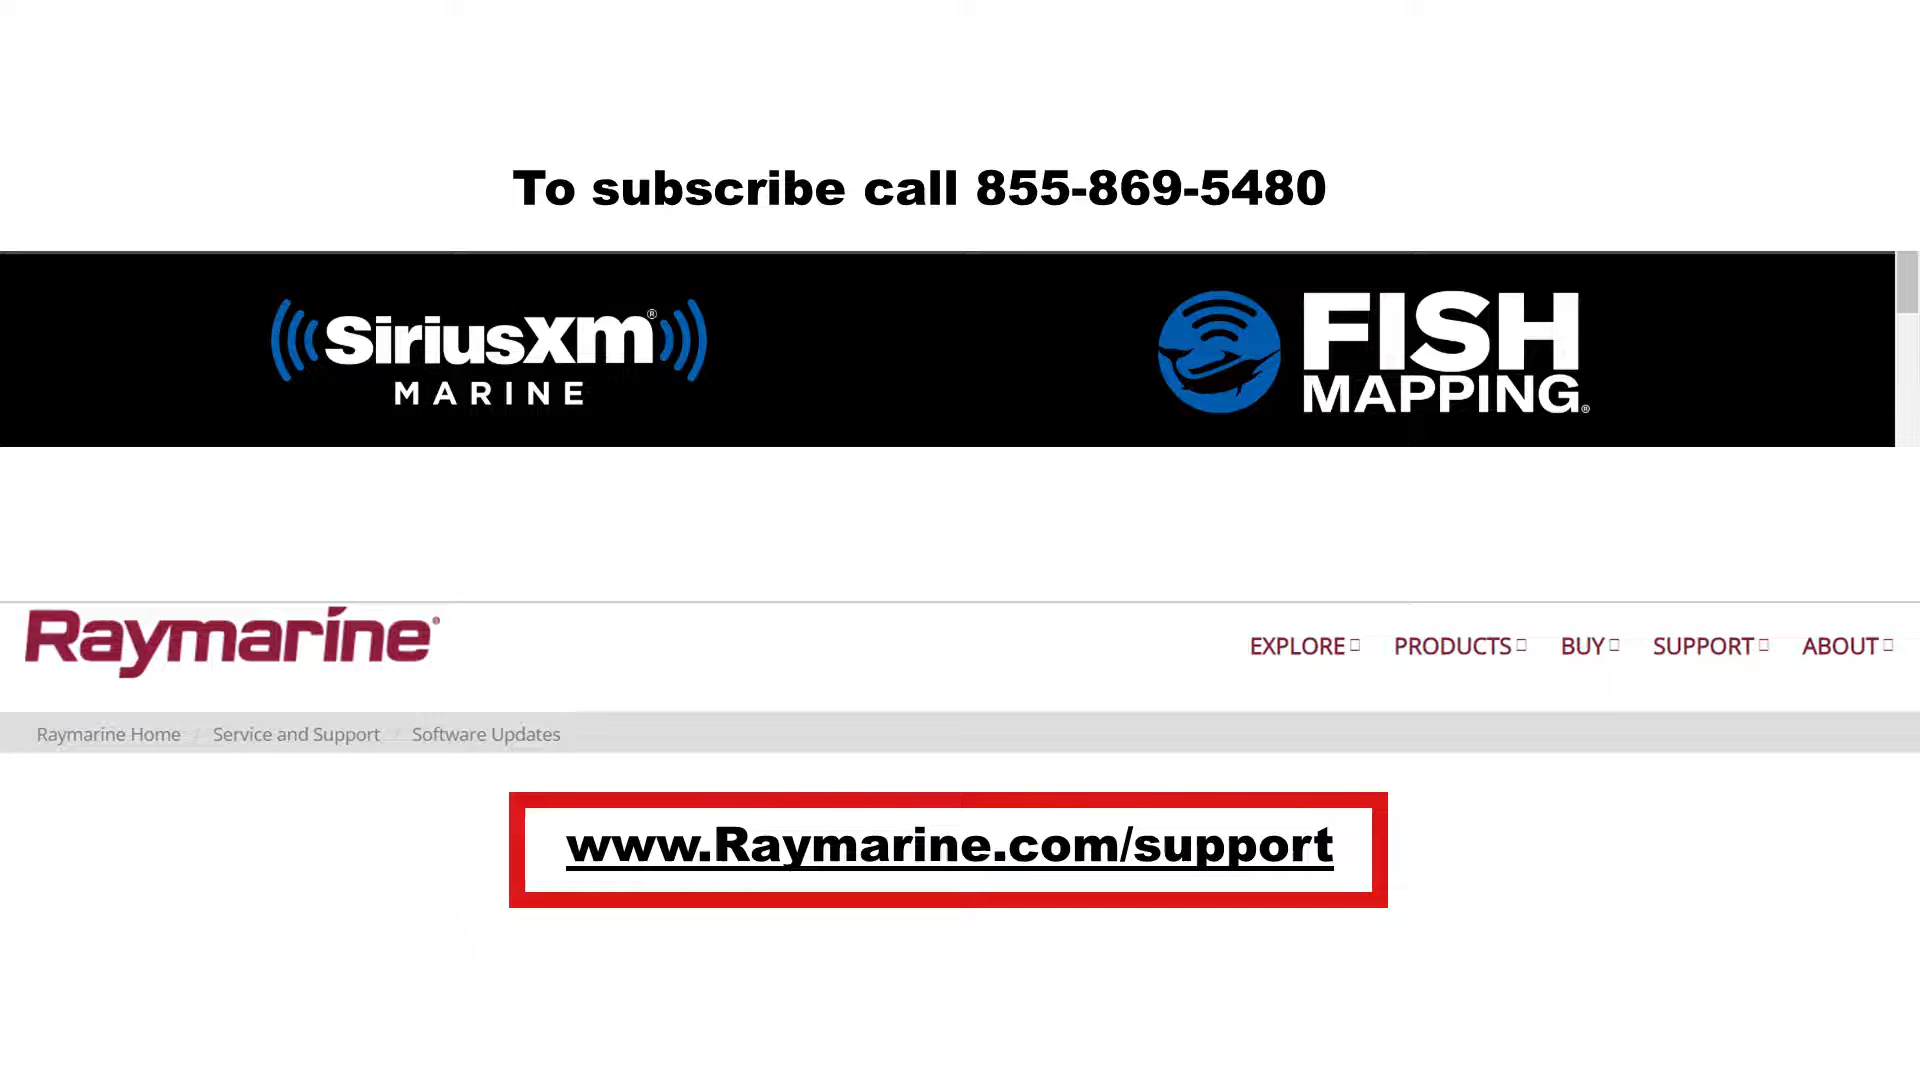 To subscribe call 855-869-5480
SiriusXm®
MARINE
FISH
MAPPING®
Raymarine®
EXPLORE PRODUCTS BUY SUPPORT ABOUT
Raymarine Home / Service and Support / Software Updates
www.Raymarine.com/support